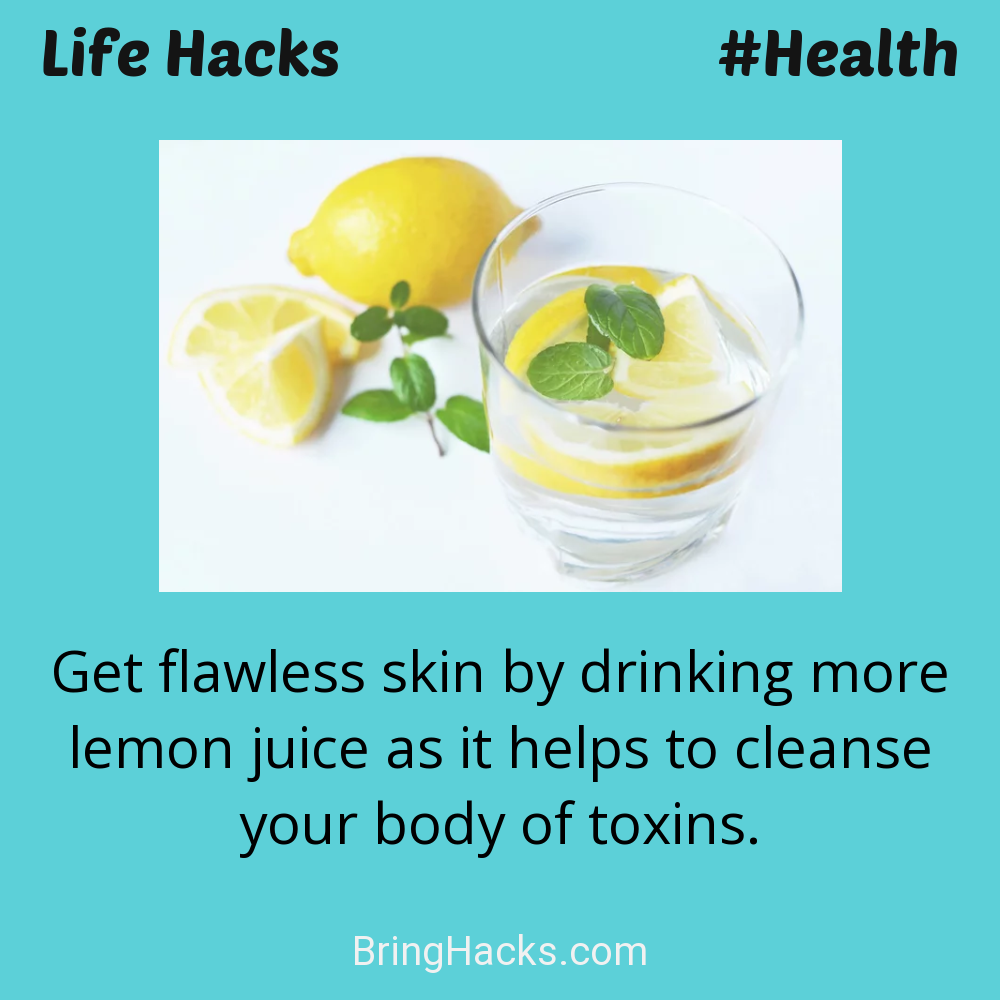 Life Hacks #Health
Get flawless skin by drinking more
lemon juice as it helps to cleanse
your body of toxins.
BringHacks.com